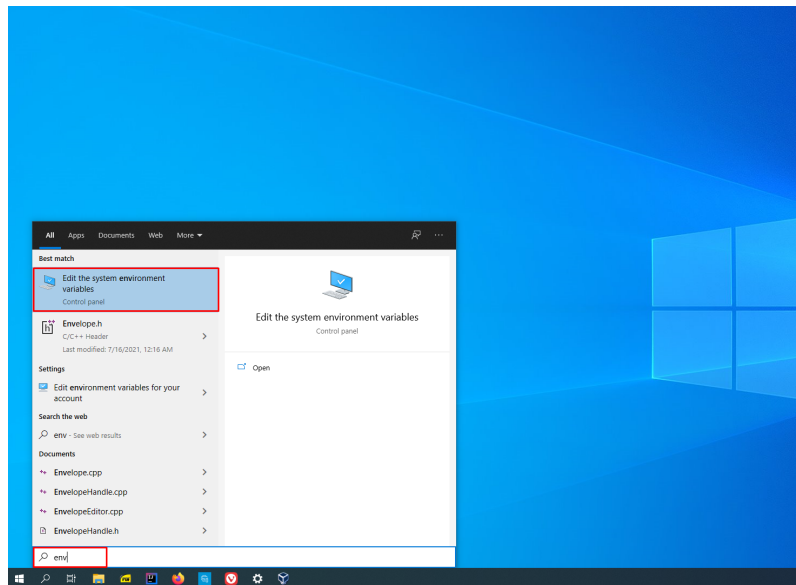 All Apps Documents Web More
Best match
Edit the system environment
variables
Control panel
Envelope.h
C/C++ Header
Last modified: 7/16/2021, 12:16 AM
Settings
Edit environment variables for your
account
Search the web
env - See web results
Documents
Envelope.cpp
EnvelopeHandle.cpp
EnvelopeEditor.cpp
EnvelopeHandle.h
env
Edit the system environment variables
Control panel
Open